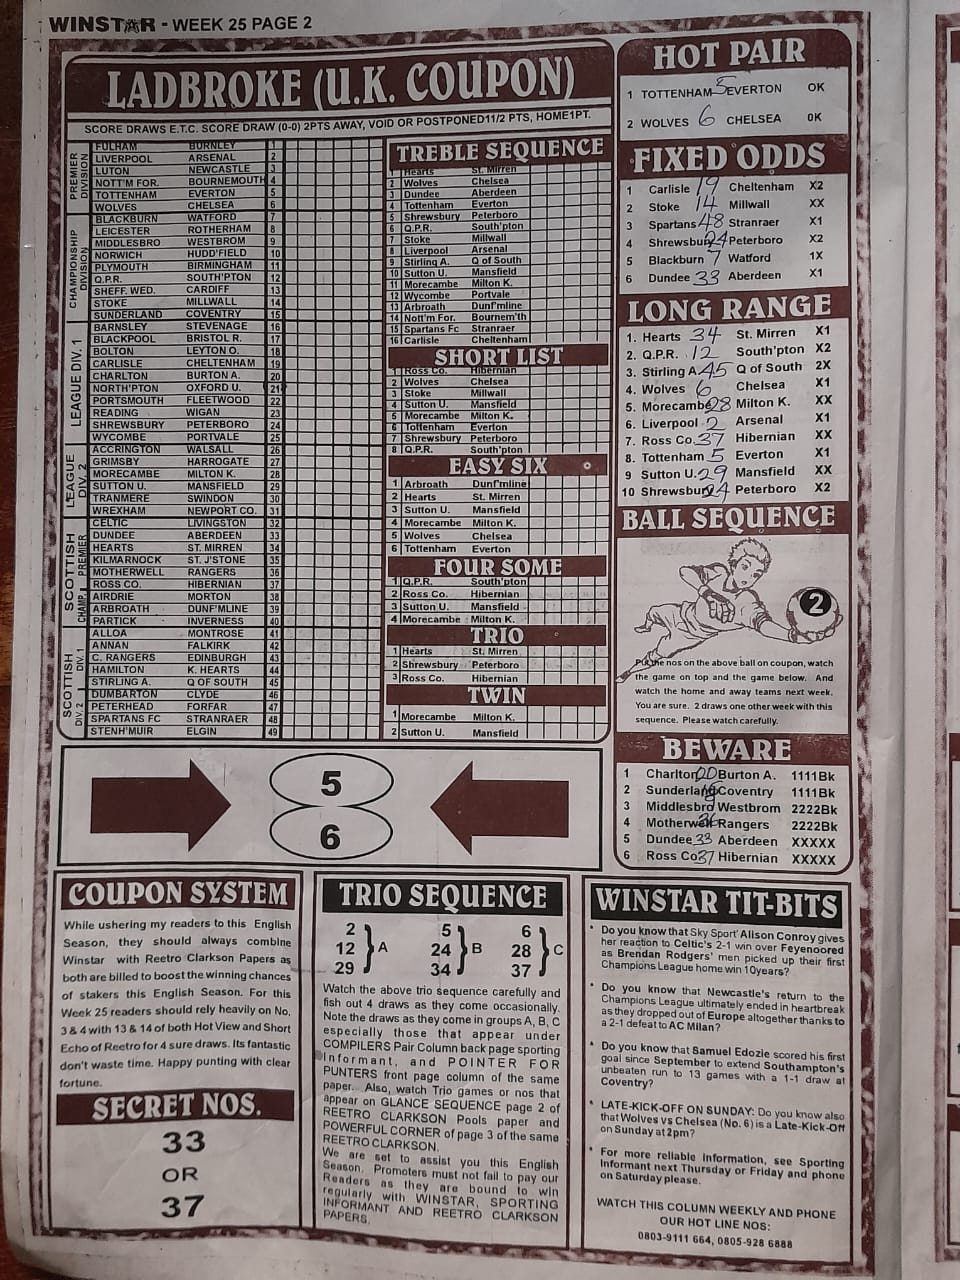 WINSTAR - WEEK 25 PAGE 2
LADBROKE (U.K. COUPON)
SCORE DRAWS E.T.C. SCORE DRAW (0-0) 2PTS AWAY, VOID OR POSTPONED11/2 PTS, HOME1PT.
PREMIER DIVISION
FULHAM BURNLEY 1
LIVERPOOL ARSENAL 2
LUTON NEWCASTLE 3
NOTT'M FOR. BOURNEMOUTH 4
TOTTENHAM EVERTON 5
WOLVES CHELSEA 6
CHAMPIONSHIP DIVISION
BLACKBURN WATFORD 7
LEICESTER ROTHERHAM 8
MIDDLESBRO WESTBROM 9
NORWICH HUDD'FIELD 10
PLYMOUTH BIRMINGHAM 11
Q.P.R. SOUTH'PTON 12
SHEFF. WED. CARDIFF 13
STOKE MILLWALL 14
SUNDERLAND COVENTRY 15
LEAGUE DIV. 1
BARNSLEY STEVENAGE 16
BLACKPOOL BRISTOL R. 17
BOLTON LEYTON O. 18
CARLISLE CHELTENHAM 19
CHARLTON BURTON A. 20
NORTH'PTON OXFORD U. 21
PORTSMOUTH FLEETWOOD 22
READING WIGAN 23
SHREWSBURY PETERBORO 24
WYCOMBE PORTVALE 25
LEAGUE DIV. 2
ACCRINGTON WALSALL 26
GRIMSBY HARROGATE 27
MORECAMBE MILTON K. 28
SUTTON U. MANSFIELD 29
TRANMERE SWINDON 30
WREXHAM NEWPORT CO. 31
SCOTTISH PREMIER
CELTIC LIVINGSTON 32
DUNDEE ABERDEEN 33
HEARTS ST. MIRREN 34
KILMARNOCK ST. J'STONE 35
MOTHERWELL RANGERS 36
ROSS CO. HIBERNIAN 37
CHAMP.
AIRDRIE MORTON 38
ARBROATH DUNF'MLINE 39
PARTICK INVERNESS 40
SCOTTISH DIV. 1
ALLOA MONTROSE 41
ANNAN FALKIRK 42
C. RANGERS EDINBURGH 43
HAMILTON K. HEARTS 44
STIRLING A. Q OF SOUTH 45
DIV. 2
DUMBARTON CLYDE 46
PETERHEAD FORFAR 47
SPARTANS FC STRANRAER 48
STENH'MUIR ELGIN 49
TREBLE SEQUENCE
1 Hearts St. Mirren
2 Wolves Chelsea
3 Dundee Aberdeen
4 Tottenham Everton
5 Shrewsbury Peterboro
6 Q.P.R. South'pton
7 Stoke Millwall
8 Liverpool Arsenal
9 Stirling A. Q of South
10 Sutton U. Mansfield
11 Morecambe Milton K.
12 Wycombe Portvale
13 Arbroath Dunf'mline
14 Nott'm For. Bournem'th
15 Spartans Fc Stranraer
16 Carlisle Cheltenham
SHORT LIST
1 Ross Co. Hibernian
2 Wolves Chelsea
3 Stoke Millwall
4 Sutton U. Mansfield
5 Morecambe Milton K.
6 Tottenham Everton
7 Shrewsbury Peterboro
8 Q.P.R. South'pton
EASY SIX
1 Arbroath Dunf'mline
2 Hearts St. Mirren
3 Sutton U. Mansfield
4 Morecambe Milton K.
5 Wolves Chelsea
6 Tottenham Everton
FOUR SOME
1 Q.P.R. South'pton
2 Ross Co. Hibernian
3 Sutton U. Mansfield
4 Morecambe Milton K.
TRIO
1 Hearts St. Mirren
2 Shrewsbury Peterboro
3 Ross Co. Hibernian
TWIN
1 Morecambe Milton K.
2 Sutton U. Mansfield
HOT PAIR
1 TOTTENHAM 5 EVERTON OK
2 WOLVES 6 CHELSEA 0K
FIXED ODDS
1 Carlisle 19 Cheltenham X2
2 Stoke 14 Millwall XX
3 Spartans 48 Stranraer X1
4 Shrewsbury 24 Peterboro X2
5 Blackburn 7 Watford 1X
6 Dundee 33 Aberdeen X1
LONG RANGE
1. Hearts 34 St. Mirren X1
2. Q.P.R. 12 South'pton X2
3. Stirling A. 45 Q of South 2X
4. Wolves 6 Chelsea X1
5. Morecambe 28 Milton K. XX
6. Liverpool 2 Arsenal X1
7. Ross Co. 37 Hibernian XX
8. Tottenham 5 Everton X1
9 Sutton U. 29 Mansfield XX
10 Shrewsbury 24 Peterboro X2
BALL SEQUENCE
2
Put the nos on the above ball on coupon, watch
the game on top and the game below. And
watch the home and away teams next week.
You are sure. 2 draws one other week with this
sequence. Please watch carefully.
BEWARE
1 Charlton 20 Burton A. 1111Bk
2 Sunderland Coventry 1111Bk
3 Middlesbro Westbrom 2222Bk
4 Motherwell 36 Rangers 2222Bk
5 Dundee 33 Aberdeen XXXXX
6 Ross Co 37 Hibernian XXXXX
5
6
COUPON SYSTEM
While ushering my readers to this English
Season, they should always combine
Winstar with Reetro Clarkson Papers as
both are billed to boost the winning chances
of stakers this English Season. For this
Week 25 readers should rely heavily on No.
3 & 4 with 13 & 14 of both Hot View and Short
Echo of Reetro for 4 sure draws. Its fantastic
don't waste time. Happy punting with clear
fortune.
SECRET NOS.
33
OR
37
TRIO SEQUENCE
2 5 6
12 A 24 B 28 C
29 34 37
Watch the above trio sequence carefully and
fish out 4 draws as they come occasionally.
Note the draws as they come in groups A, B, C
especially those that appear under
COMPILERS Pair Column back page sporting
Informant, and POINTER FOR
PUNTERS front page column of the same
paper. Also, watch Trio games or nos that
appear on GLANCE SEQUENCE page 2 of
REETRO CLARKSON Pools paper and
POWERFUL CORNER of page 3 of the same
REETRO CLARKSON.
We are set to assist you this English
Season. Promoters must not fail to pay our
Readers as they are bound to win
regularly with WINSTAR, SPORTING
INFORMANT AND REETRO CLARKSON
PAPERS.
WINSTAR TIT-BITS
* Do you know that Sky Sport' Alison Conroy gives
her reaction to Celtic's 2-1 win over Feyenoored
as Brendan Rodgers' men picked up their first
Champions League home win 10years?
* Do you know that Newcastle's return to the
Champions League ultimately ended in heartbreak
as they dropped out of Europe altogether thanks to
a 2-1 defeat to AC Milan?
* Do you know that Samuel Edozie scored his first
goal since September to extend Southampton's
unbeaten run to 13 games with a 1-1 draw at
Coventry?
* LATE-KICK-OFF ON SUNDAY: Do you know also
that Wolves vs Chelsea (No. 6) is a Late-Kick-Off
on Sunday at 2pm?
* For more reliable Information, see Sporting
Informant next Thursday or Friday and phone
on Saturday please.
WATCH THIS COLUMN WEEKLY AND PHONE
OUR HOT LINE NOS:
0803-9111 664, 0805-928 6888